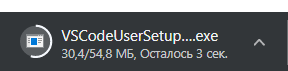 VSCodeUserSetup....exe
30,4/54,8 МБ, Осталось 3 сек.